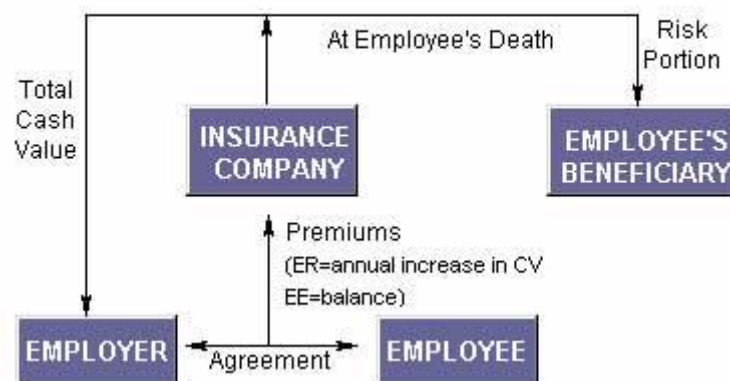 At Employee's Death
Risk
Portion
Total
Cash
Value
INSURANCE
COMPANY
EMPLOYEE'S
BENEFICIARY
Premiums
(ER=annual increase in CV
EE=balance)
EMPLOYER
Agreement
EMPLOYEE